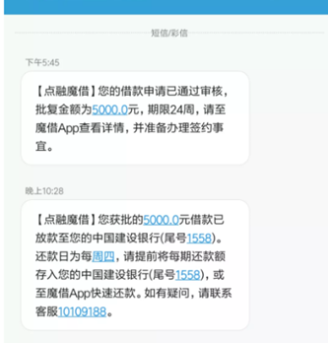 短信/彩信
下午5:45
【点融魔借】您的借款申请已通过审核，
批复金额为5000.0元，期限24周，请至
魔借App查看详情，并准备办理签约事
宜。
晚上10:28
【点融魔借】您获批的5000.0元借款已
放款至您的中国建设银行(尾号1558)。
还款日为每周四，请提前将每期还款额
存入您的中国建设银行(尾号1558)，或
至魔借App快速还款。如有疑问，请联系
客服10109188。